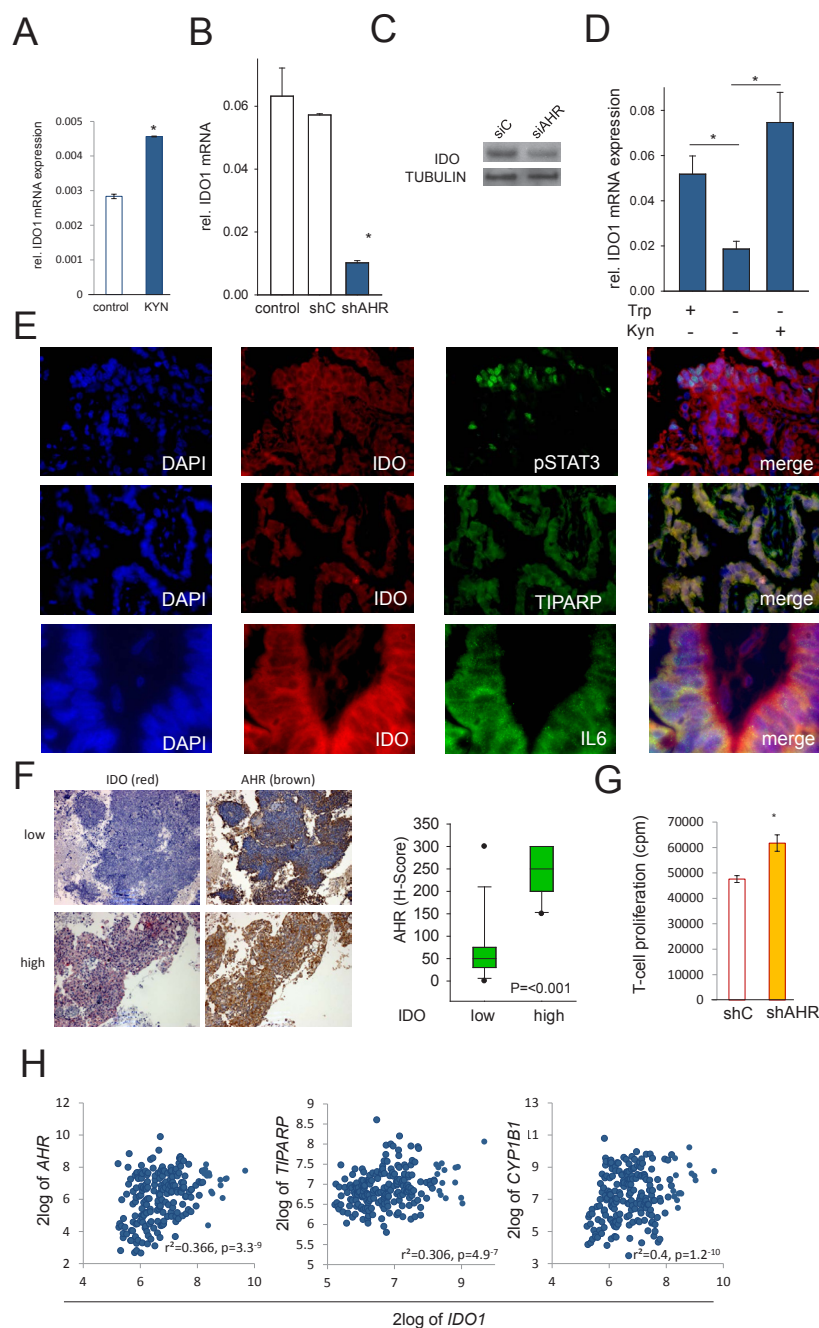 A
rel. IDO1 mRNA expression
0.005
0.004
0.003
0.002
0.001
0
*
control KYN
B
rel. IDO1 mRNA
0.06
0.04
0.02
0.00
*
control shC shAHR
C
siC siAHR
IDO
TUBULIN
D
rel. IDO1 mRNA expression
0.08
0.06
0.04
0.02
0.00
*
*
Trp + - -
Kyn - - +
E
DAPI IDO pSTAT3 merge
DAPI IDO TIPARP merge
DAPI IDO IL6 merge
F
IDO (red) AHR (brown)
low
high
AHR (H-Score)
350
300
250
200
150
100
50
0
P=<0.001
IDO low high
G
T-cell proliferation (cpm)
70000
60000
50000
40000
30000
20000
10000
0
*
shC shAHR
H
2log of AHR
12
10
8
6
4
2
r²=0.366, p=3.3⁻⁹
4 6 8 10
2log of TIPARP
9
8.5
8
7.5
7
6.5
6
5.5
5
r²=0.306, p=4.9⁻⁷
5 7 9
2log of CYP1B1
13
11
9
7
5
3
r²=0.4, p=1.2⁻¹⁰
4 6 8 10
2log of IDO1